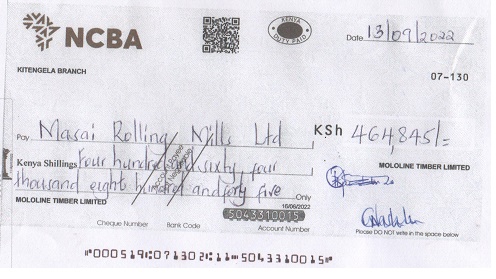 NCBA
KENYA
DUTY PAID
Date 13/09/2022
KITENGELA BRANCH
07-130
Pay Masai Rolling Mills Ltd KSh 464,845/=
Kenya Shillings Four hundred and sixty four
thousand eight hundred and forty five Only
MOLOLINE TIMBER LIMITED
MOLOLINE TIMBER LIMITED
16/06/2022
5043310015
Cheque Number Bank Code Account Number
Please DO NOT write in the space below
⑈000519⑆071302⑆11⑉5043310015⑈